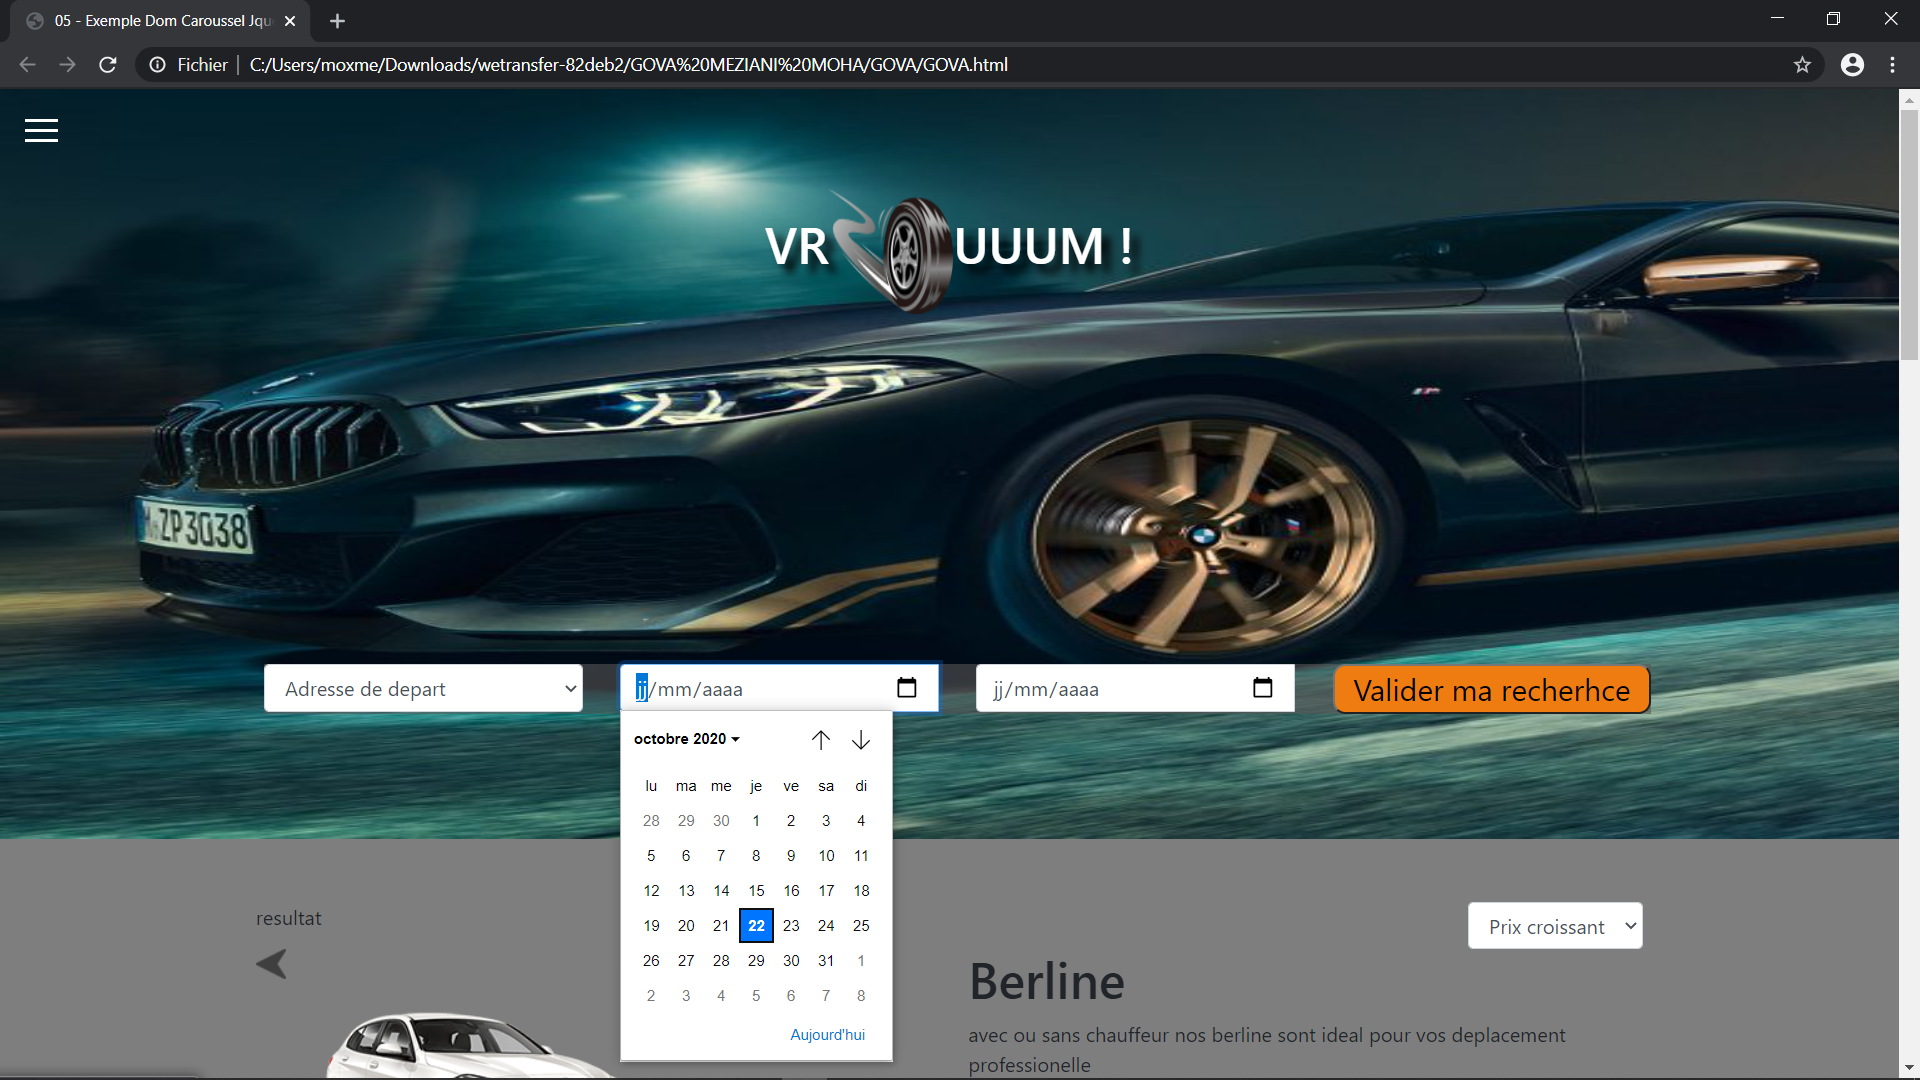 05 - Exemple Dom Caroussel Jqu
Fichier | C:/Users/moxme/Downloads/wetransfer-82deb2/GOVA%20MEZIANI%20MOHA/GOVA/GOVA.html
VR UUUM !
ZP3038
Adresse de depart
jj/mm/aaaa
jj/mm/aaaa
Valider ma recherhce
octobre 2020
lu ma me je ve sa di
28 29 30 1 2 3 4
5 6 7 8 9 10 11
12 13 14 15 16 17 18
19 20 21 22 23 24 25
26 27 28 29 30 31 1
2 3 4 5 6 7 8
Aujourd'hui
resultat
Prix croissant
Berline
avec ou sans chauffeur nos berline sont ideal pour vos deplacement
professionelle